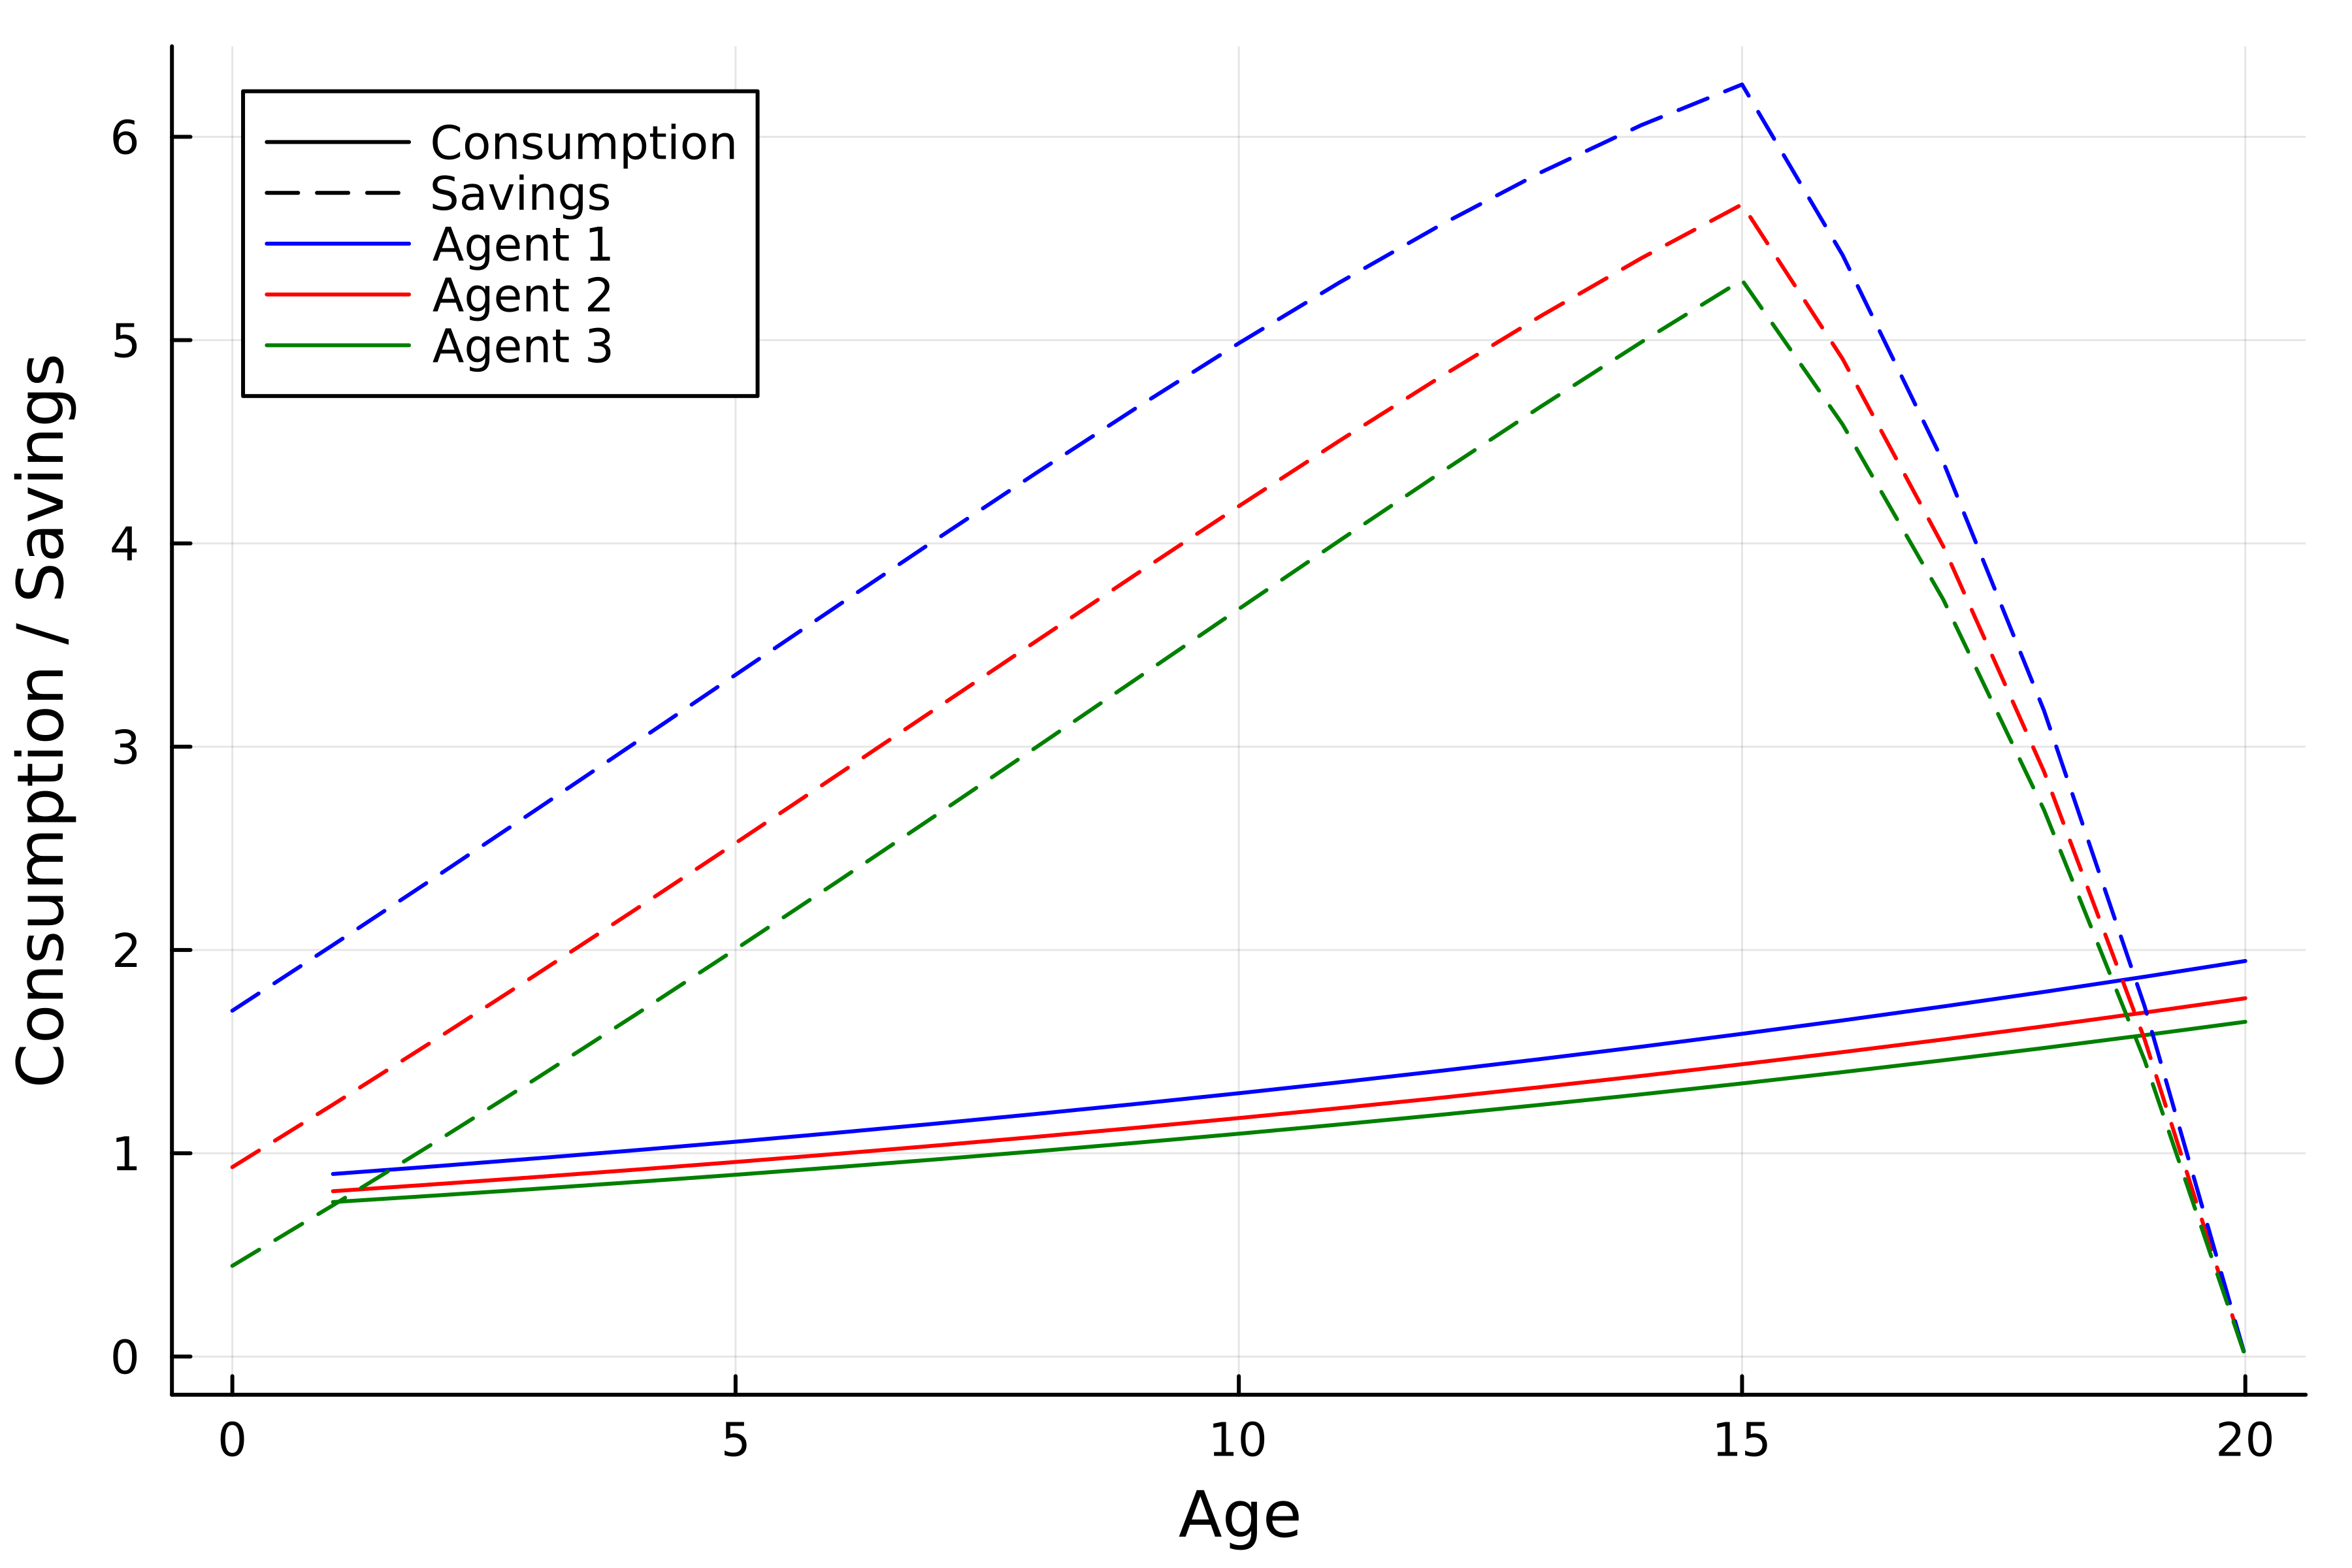 Consumption / Savings
6
5
4
3
2
1
0
Consumption
Savings
Agent 1
Agent 2
Agent 3
0 5 10 15 20
Age